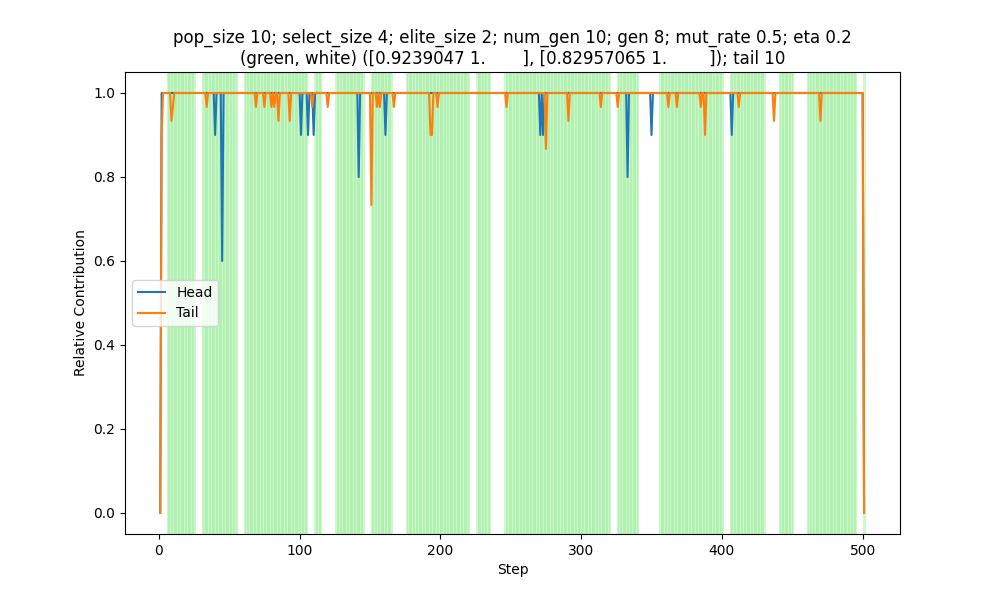 pop_size 10; select_size 4; elite_size 2; num_gen 10; gen 8; mut_rate 0.5; eta 0.2
(green, white) ([0.9239047 1.       ], [0.82957065 1.        ]); tail 10
1.0
0.8
0.6
0.4
0.2
0.0
Relative Contribution
Head
Tail
0
100
200
300
400
500
Step